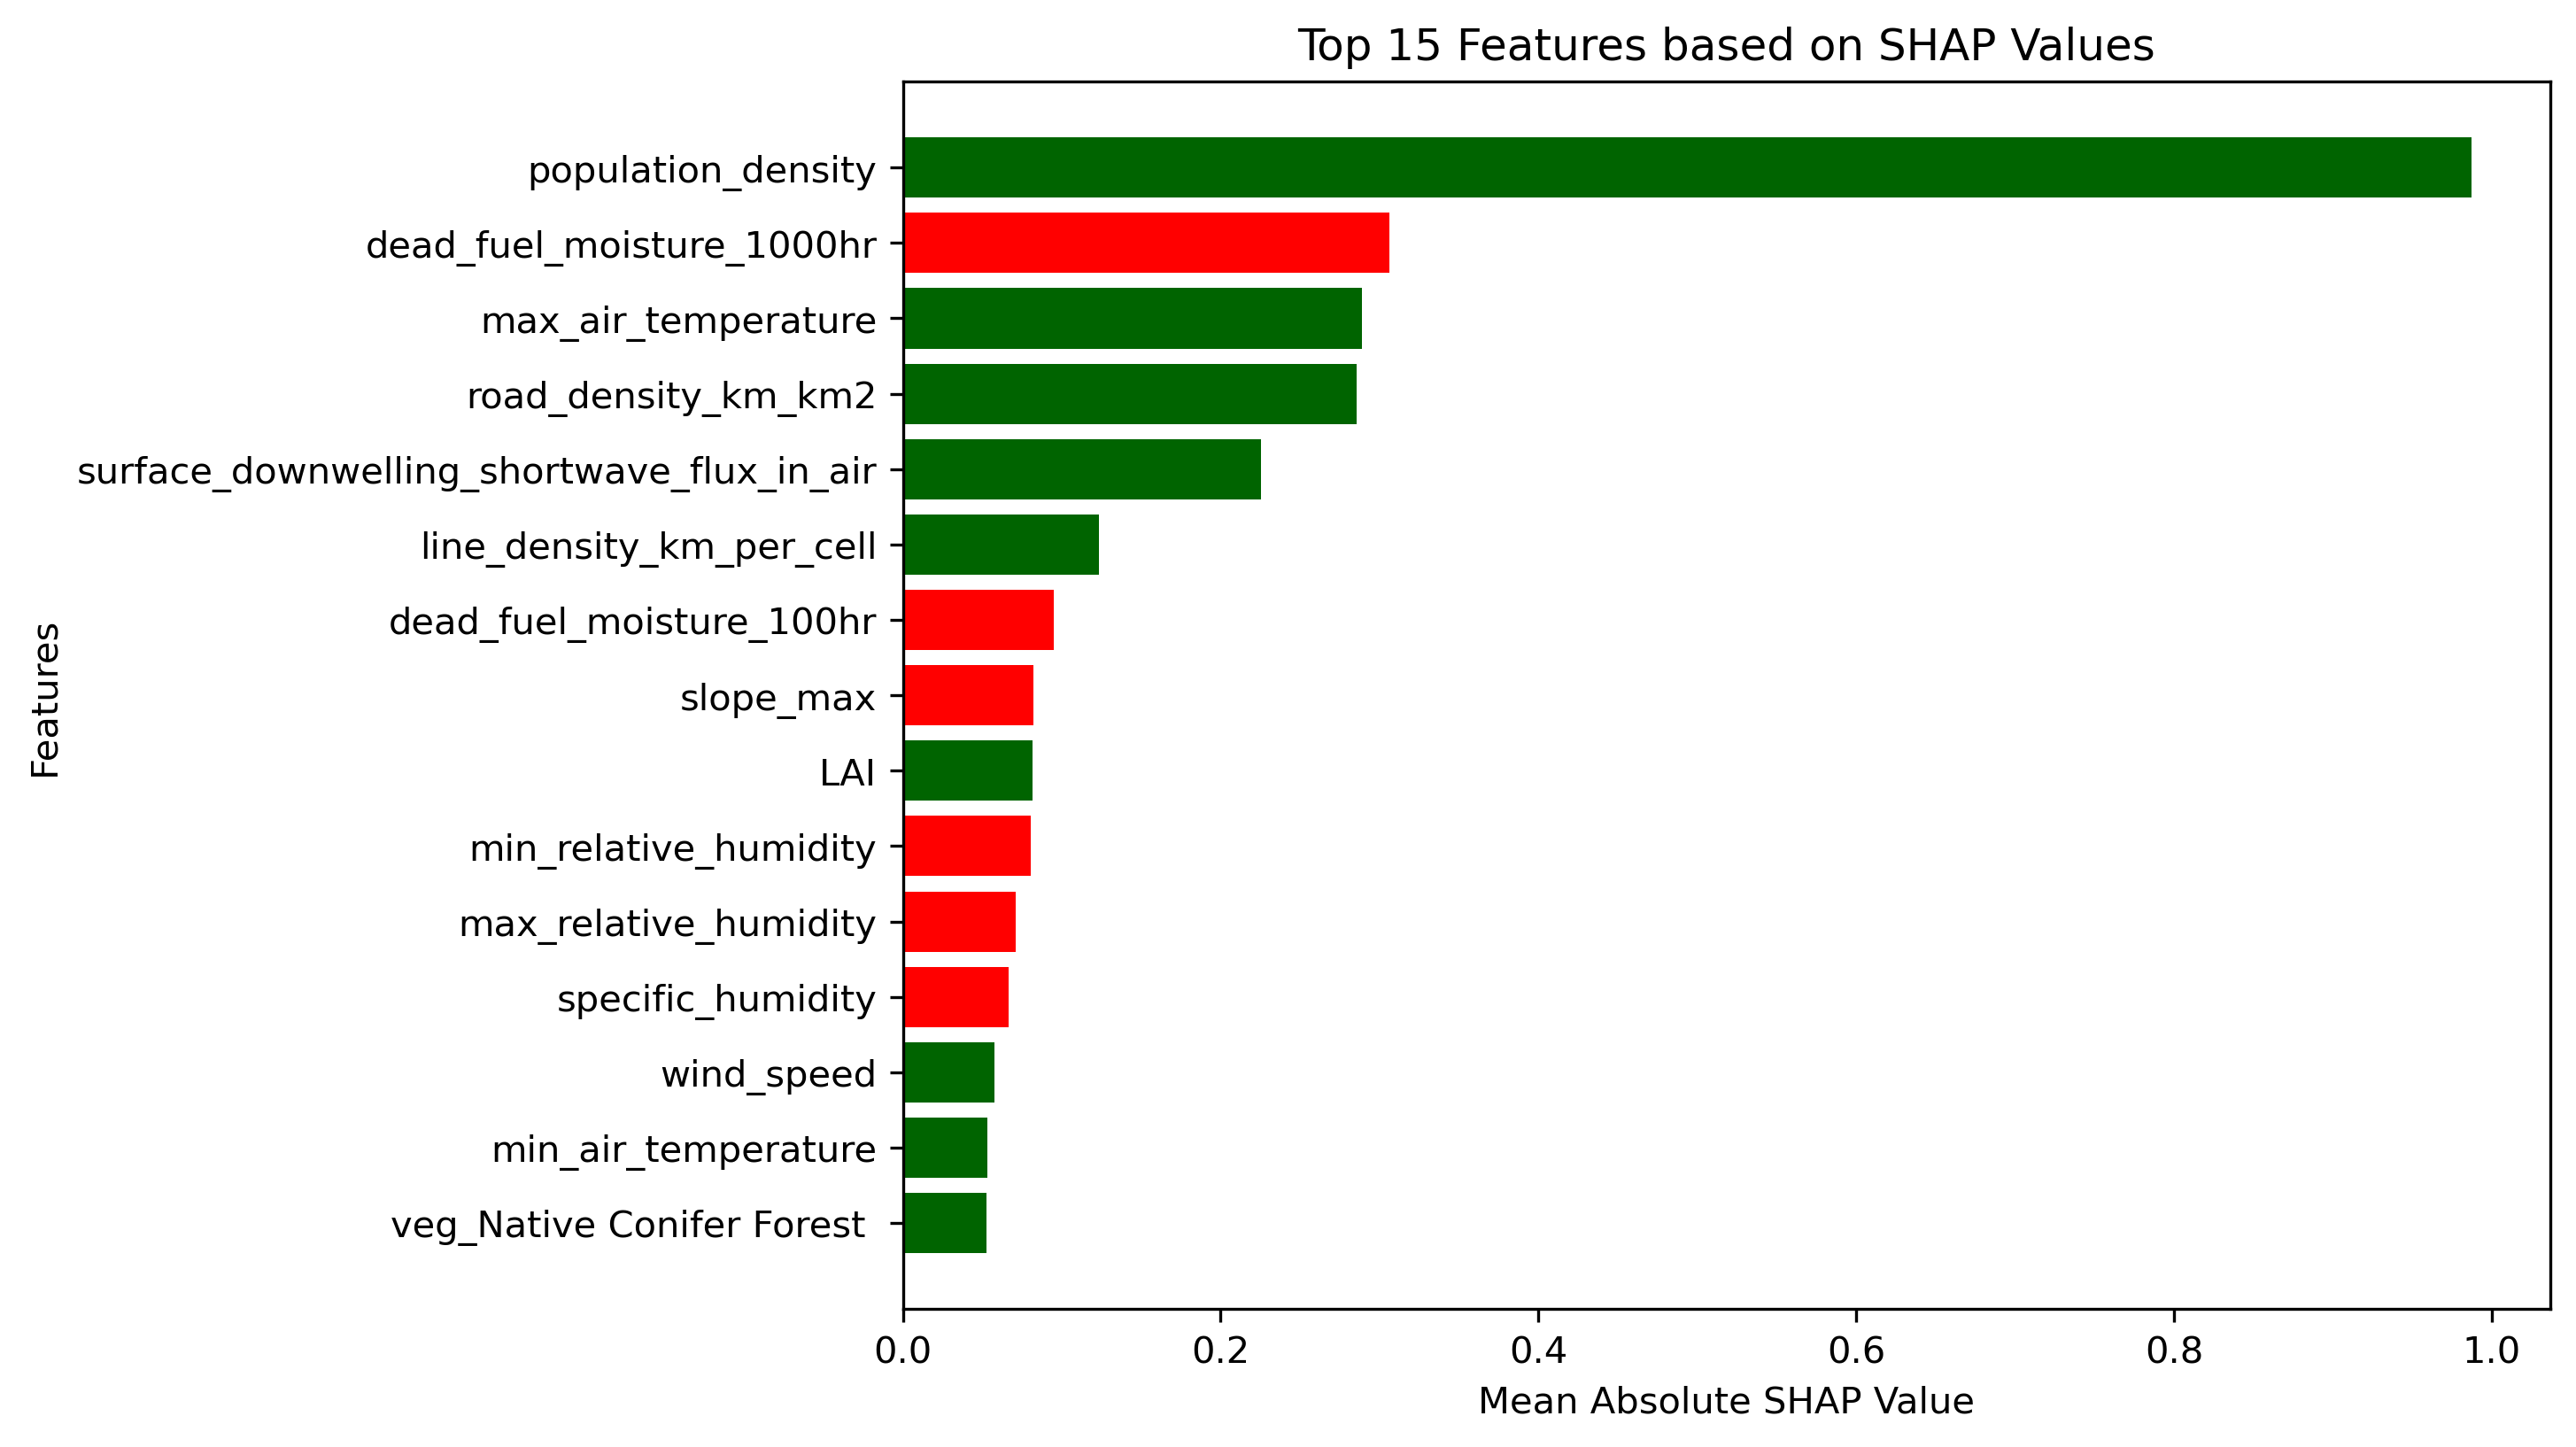 Top 15 Features based on SHAP Values
Features
population_density
dead_fuel_moisture_1000hr
max_air_temperature
road_density_km_km2
surface_downwelling_shortwave_flux_in_air
line_density_km_per_cell
dead_fuel_moisture_100hr
slope_max
LAI
min_relative_humidity
max_relative_humidity
specific_humidity
wind_speed
min_air_temperature
veg_Native Conifer Forest
0.0 0.2 0.4 0.6 0.8 1.0
Mean Absolute SHAP Value